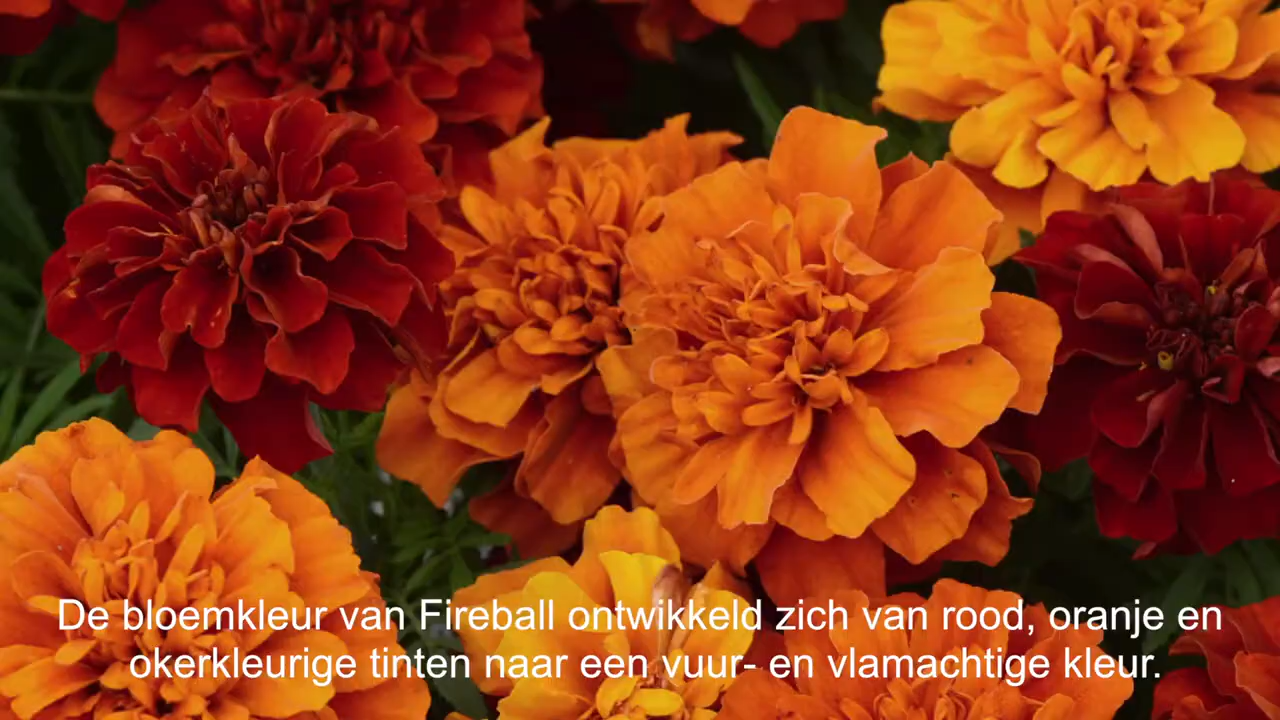 De bloemkleur van Fireball ontwikkeld zich van rood, oranje en
okerkleurige tinten naar een vuur- en vlamachtige kleur.